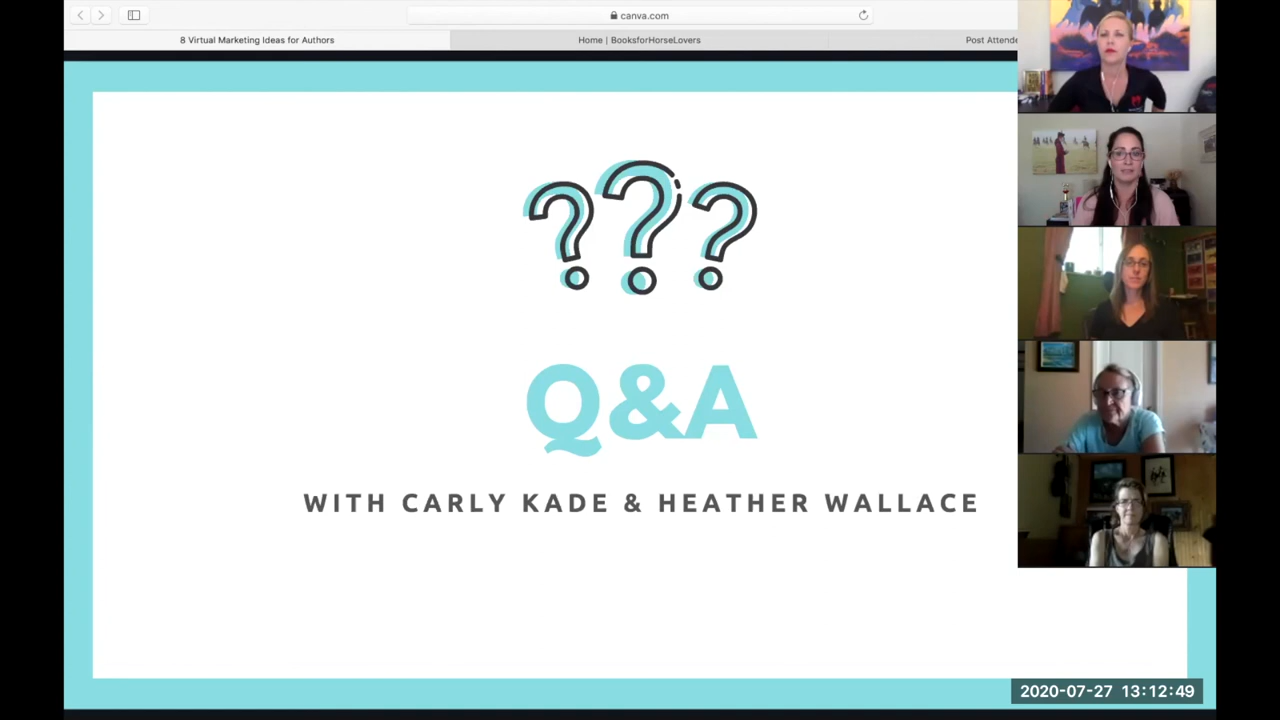 canva.com
8 Virtual Marketing Ideas for Authors
Home | BooksforHorseLovers
Post Attende
???
Q&A
WITH CARLY KADE & HEATHER WALLACE
2020-07-27 13:12:49